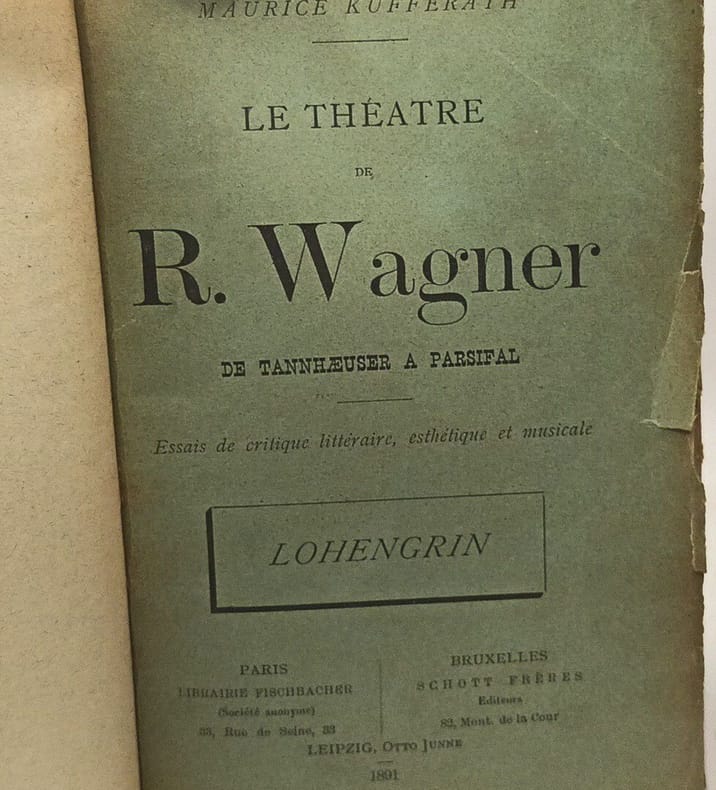 MAURICE KUFFERATH
LE THÉATRE
DE
R. Wagner
DE TANNHÆUSER A PARSIFAL
Essais de critique littéraire, esthétique et musicale
LOHENGRIN
PARIS
LIBRAIRIE FISCHBACHER
(Société anonyme)
33, Rue de Seine, 33
BRUXELLES
SCHOTT FRÈRES
Editeurs
82, Mont. de la Cour
LEIPZIG, OTTO JUNNE
1891